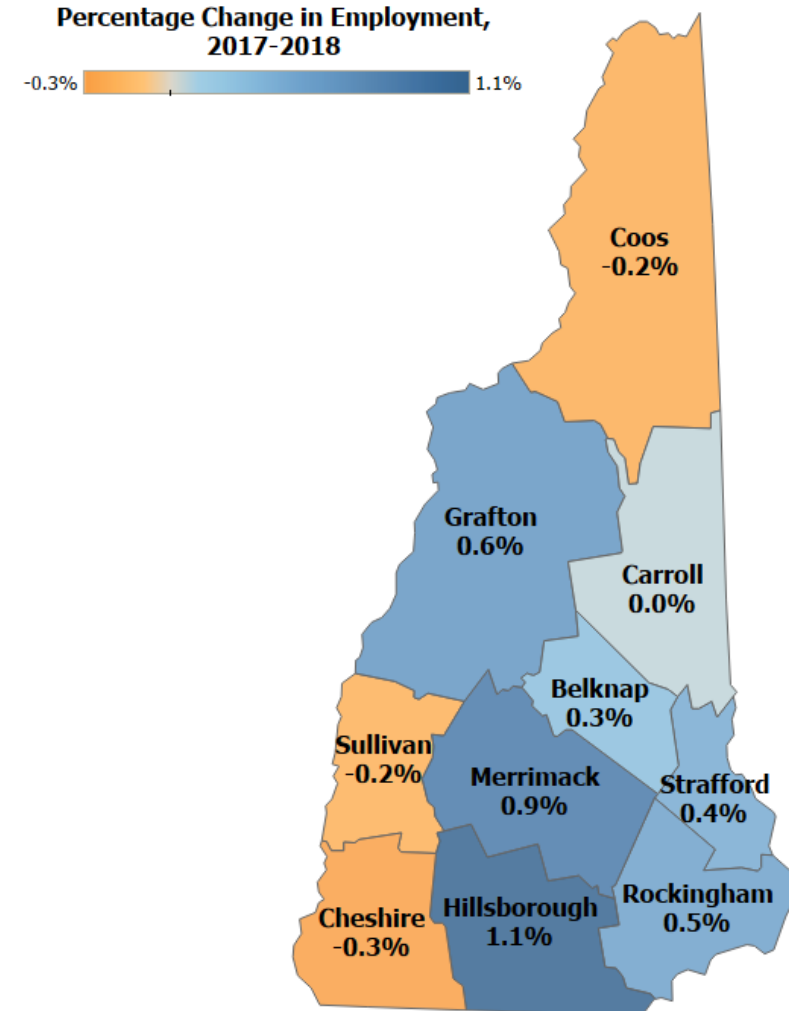 Percentage Change in Employment,
2017-2018
-0.3% 1.1%
Coos
-0.2%
Grafton
0.6%
Carroll
0.0%
Belknap
0.3%
Sullivan
-0.2%
Merrimack
0.9%
Strafford
0.4%
Cheshire
-0.3%
Hillsborough
1.1%
Rockingham
0.5%